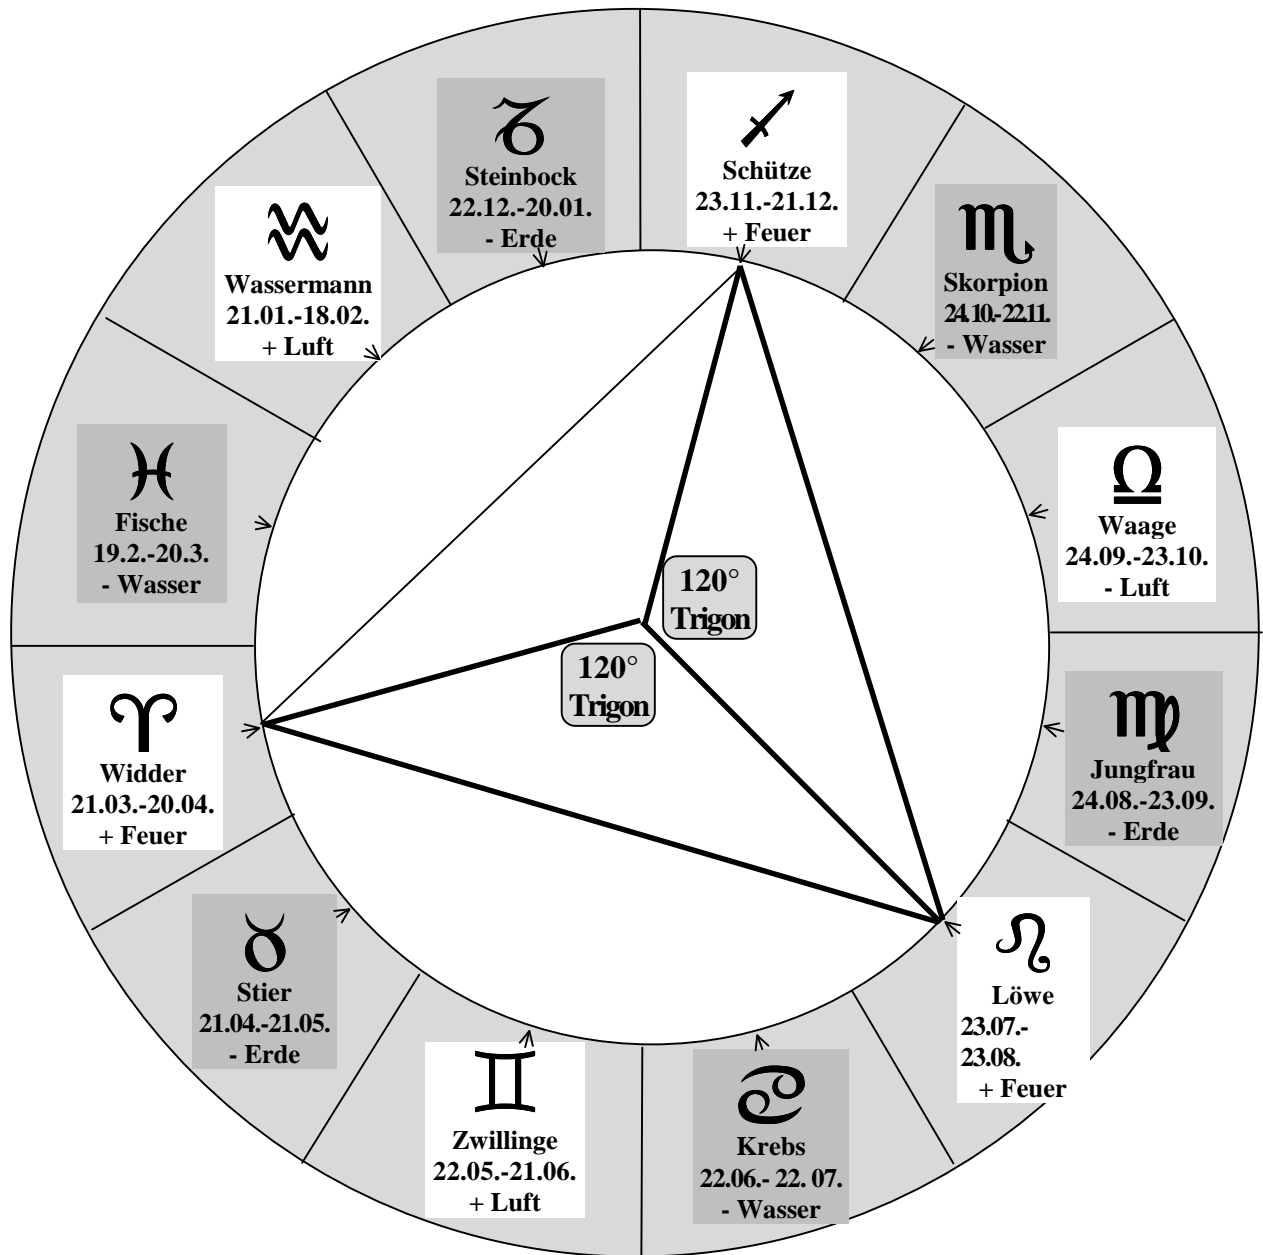 Steinbock
22.12.-20.01.
- Erde
Schütze
23.11.-21.12.
+ Feuer
Skorpion
24.10.-22.11.
- Wasser
Waage
24.09.-23.10.
- Luft
Jungfrau
24.08.-23.09.
- Erde
Löwe
23.07.-
23.08.
+ Feuer
Krebs
22.06.- 22. 07.
- Wasser
Zwillinge
22.05.-21.06.
+ Luft
Stier
21.04.-21.05.
- Erde
Widder
21.03.-20.04.
+ Feuer
Fische
19.2.-20.3.
- Wasser
Wassermann
21.01.-18.02.
+ Luft
120°
Trigon
120°
Trigon